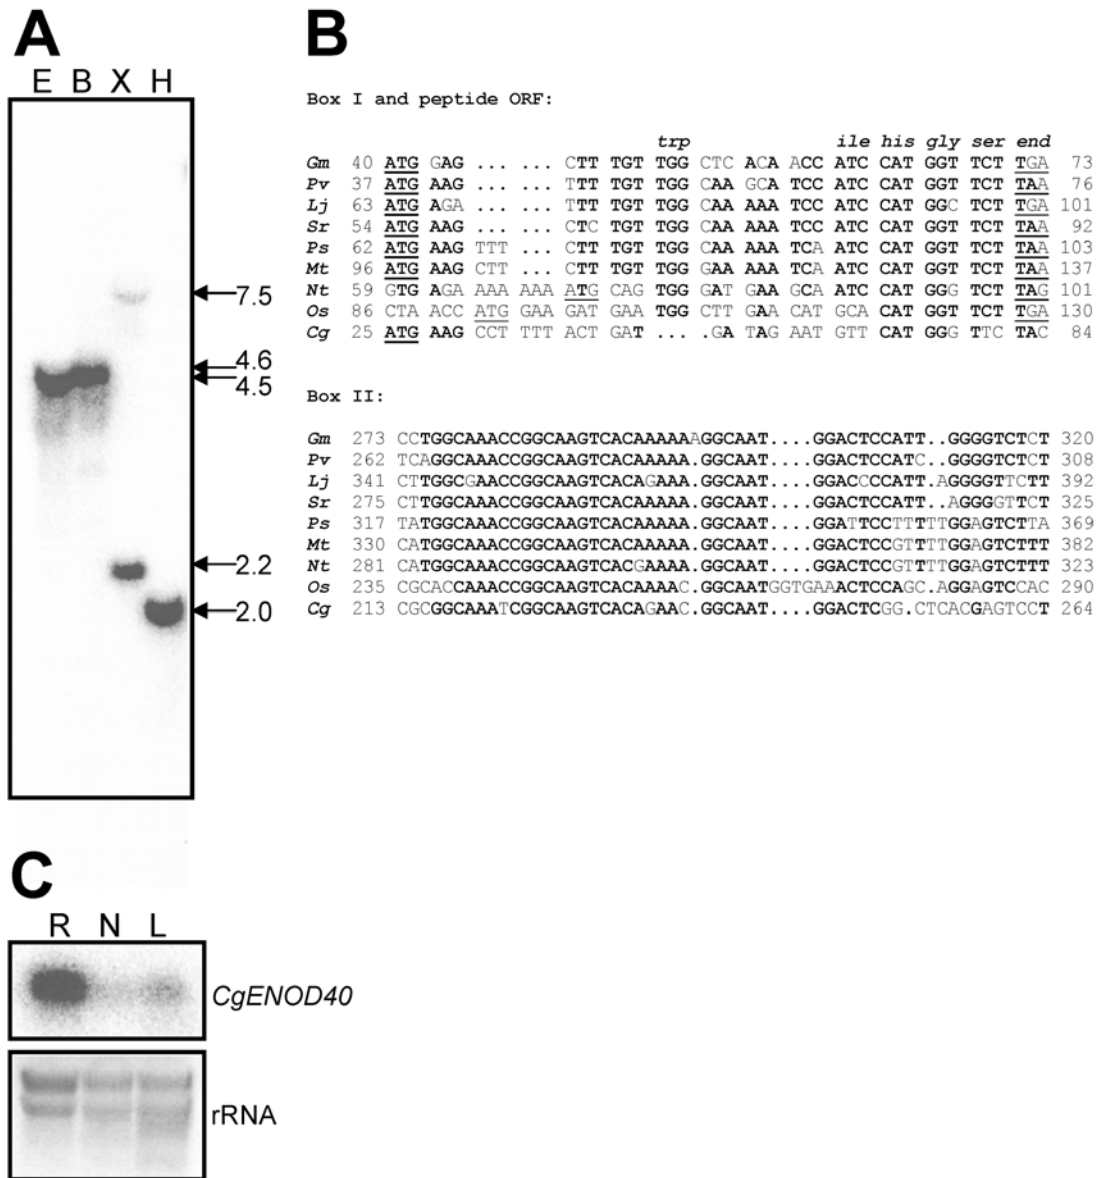 A
E B X H
7.5
4.6
4.5
2.2
2.0
B
Box I and peptide ORF:
trp ile his gly ser end
Gm 40 ATG GAG ... ... CTT TGT TGG CTC ACA ACC ATC CAT GGT TCT TGA 73
Pv 37 ATG AAG ... ... TTT TGT TGG CAA GCA TCC ATC CAT GGT TCT TAA 76
Lj 63 ATG AGA ... ... TTT TGT TGG CAA AAA TCC ATC CAT GGC TCT TGA 101
Sr 54 ATG AAG ... ... CTC TGT TGG CAA AAA TCC ATC CAT GGT TCT TAA 92
Ps 62 ATG AAG TTT ... CTT TGT TGG CAA AAA TCA ATC CAT GGT TCT TAA 103
Mt 96 ATG AAG CTT ... CTT TGT TGG GAA AAA TCA ATC CAT GGT TCT TAA 137
Nt 59 GTG AGA AAA AAA ATG CAG TGG GAT GAA GCA ATC CAT GGG TCT TAG 101
Os 86 CTA ACC ATG GAA GAT GAA TGG CTT GAA CAT GCA CAT GGT TCT TGA 130
Cg 25 ATG AAG CCT TTT ACT GAT ... .GA TAG AAT GTT CAT GGG TTC TAC 84
Box II:
Gm 273 CCTGGCAAACCGGCAAGTCACAAAAAAGGCAAT....GGACTCCATT..GGGGTCTCT 320
Pv 262 TCAGGCAAACCGGCAAGTCACAAAAA.GGCAAT....GGACTCCATC..GGGGTCTCT 308
Lj 341 CTTGGCGAACCGGCAAGTCACAGAAA.GGCAAT....GGACCCCATT.AGGGGTTCTT 392
Sr 275 CTTGGCAAACCGGCAAGTCACAAAAA.GGCAAT....GGACTCCATT..AGGGGTTCT 325
Ps 317 TATGGCAAACCGGCAAGTCACAAAAA.GGCAAT....GGATTCCTTTTTGGAGTCTTA 369
Mt 330 CATGGCAAACCGGCAAGTCACAAAAA.GGCAAT....GGACTCCGTTTTGGAGTCTTT 382
Nt 281 CATGGCAAACCGGCAAGTCACGAAAA.GGCAAT....GGACTCCGTTTTGGAGTCTTT 323
Os 235 CGCACCAAACCGGCAAGTCACAAAAC.GGCAATGGTGAAACTCCAGC.AGGAGTCCAC 290
Cg 213 CGCGGCAAATCGGCAAGTCACAGAAC.GGCAAT....GGACTCGG.CTCACGAGTCCT 264
C
R N L
CgENOD40
rRNA